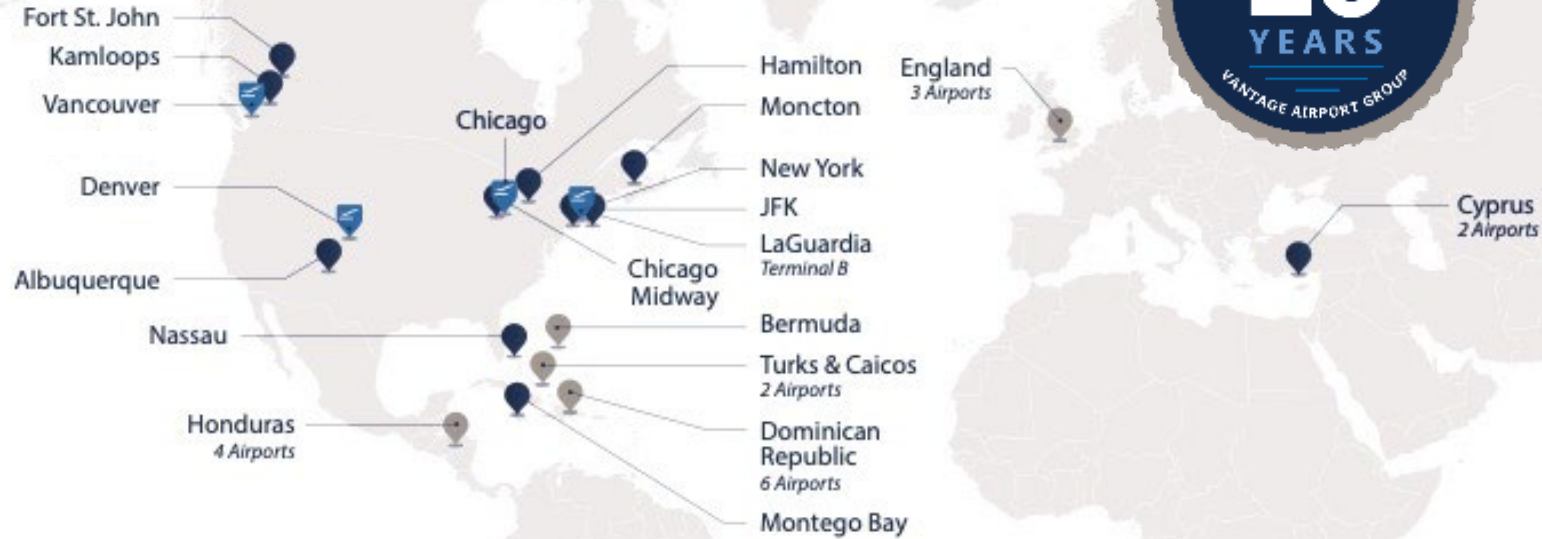 Fort St. John
Kamloops
Vancouver
Denver
Albuquerque
Nassau
Honduras
4 Airports
Chicago
Chicago
Midway
Hamilton
Moncton
New York
JFK
LaGuardia
Terminal B
Bermuda
Turks & Caicos
2 Airports
Dominican
Republic
6 Airports
Montego Bay
England
3 Airports
YEARS
VANTAGE AIRPORT GROUP
Cyprus
2 Airports